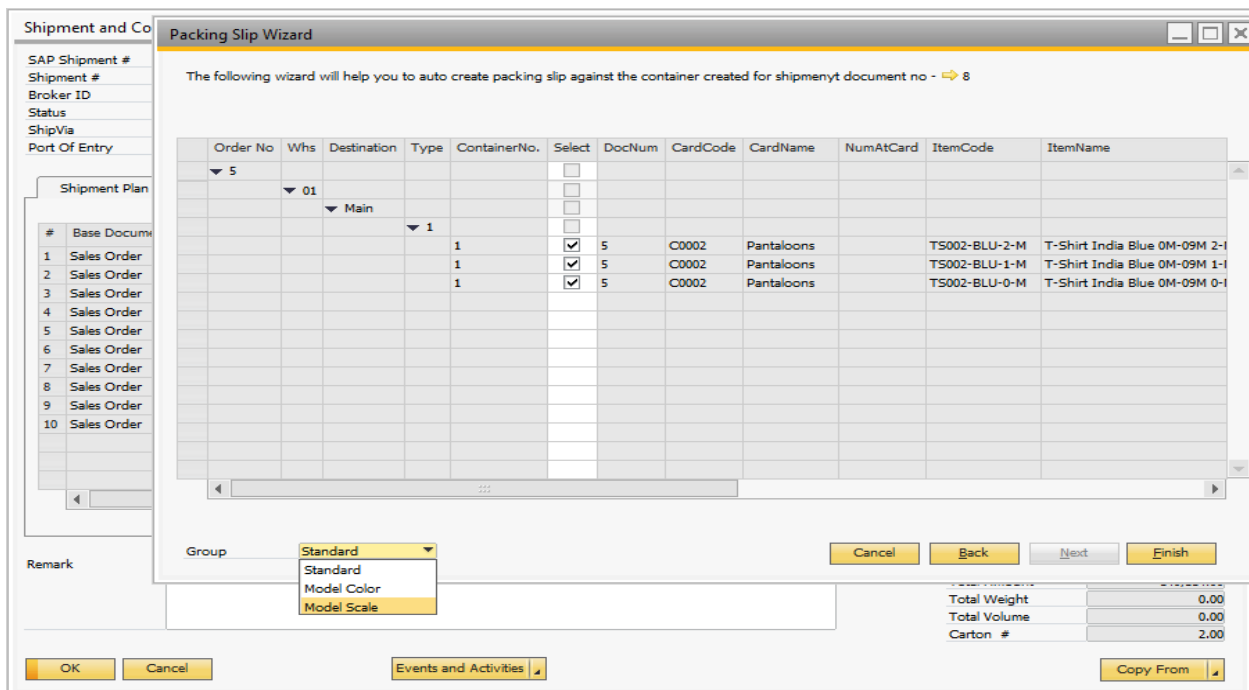 Shipment and Co
Packing Slip Wizard
SAP Shipment #
Shipment #
Broker ID
Status
ShipVia
Port Of Entry
The following wizard will help you to auto create packing slip against the container created for shipmenyt document no - 8
Shipment Plan
# Base Docume
1 Sales Order
2 Sales Order
3 Sales Order
4 Sales Order
5 Sales Order
6 Sales Order
7 Sales Order
8 Sales Order
9 Sales Order
10 Sales Order
Order No Whs Destination Type ContainerNo. Select DocNum CardCode CardName NumAtCard ItemCode ItemName
5
01
Main
1
1 5 C0002 Pantaloons TS002-BLU-2-M T-Shirt India Blue 0M-09M 2-
1 5 C0002 Pantaloons TS002-BLU-1-M T-Shirt India Blue 0M-09M 1-
1 5 C0002 Pantaloons TS002-BLU-0-M T-Shirt India Blue 0M-09M 0-
Group Standard
Standard
Model Color
Model Scale
Cancel Back Next Finish
Remark
Total Weight 0.00
Total Volume 0.00
Carton # 2.00
OK Cancel Events and Activities Copy From